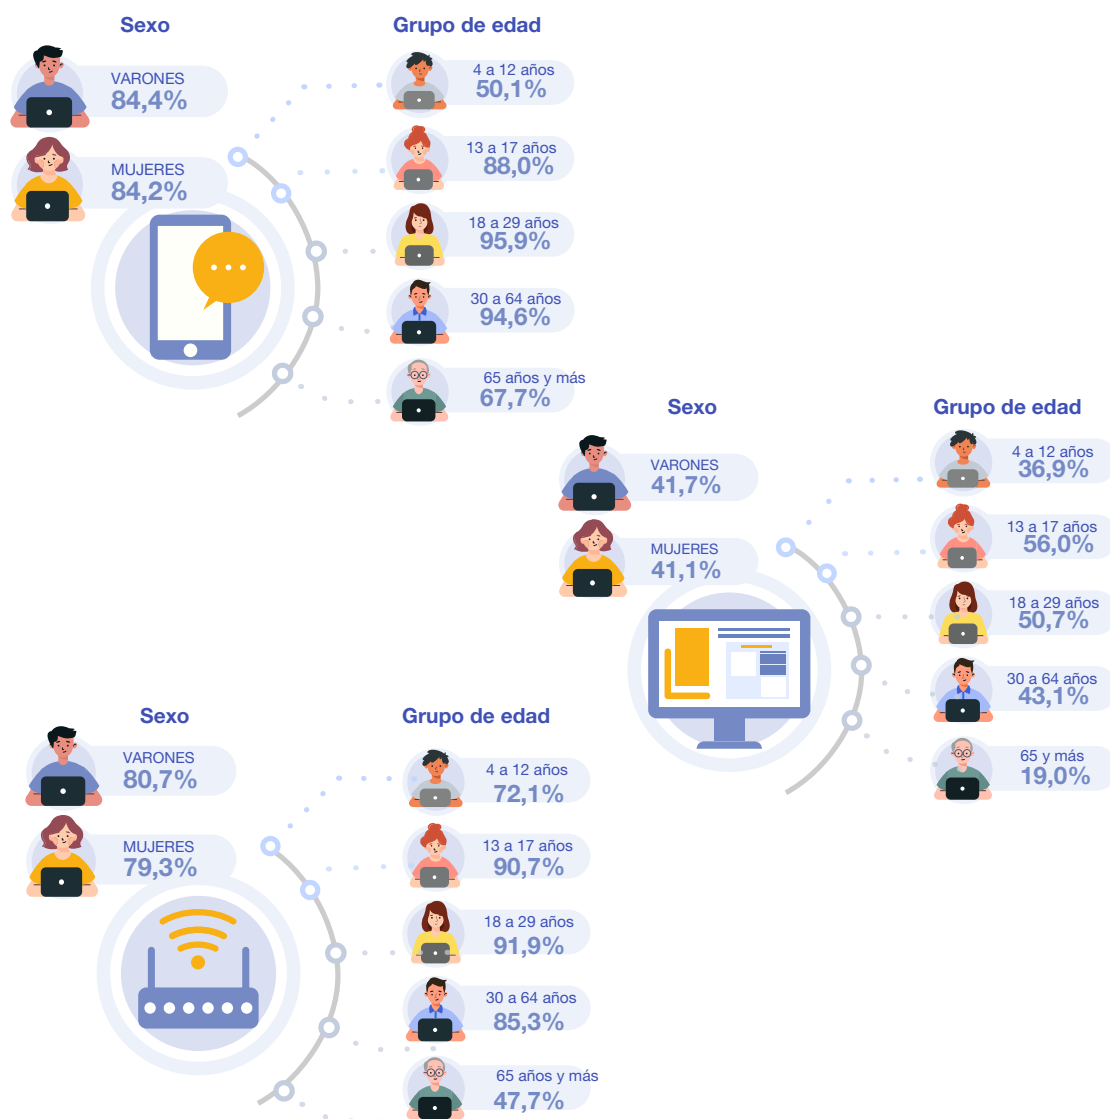 Sexo
VARONES
84,4%
MUJERES
84,2%
Grupo de edad
4 a 12 años
50,1%
13 a 17 años
88,0%
18 a 29 años
95,9%
30 a 64 años
94,6%
65 años y más
67,7%
Sexo
VARONES
41,7%
MUJERES
41,1%
Grupo de edad
4 a 12 años
36,9%
13 a 17 años
56,0%
18 a 29 años
50,7%
30 a 64 años
43,1%
65 y más
19,0%
Sexo
VARONES
80,7%
MUJERES
79,3%
Grupo de edad
4 a 12 años
72,1%
13 a 17 años
90,7%
18 a 29 años
91,9%
30 a 64 años
85,3%
65 años y más
47,7%